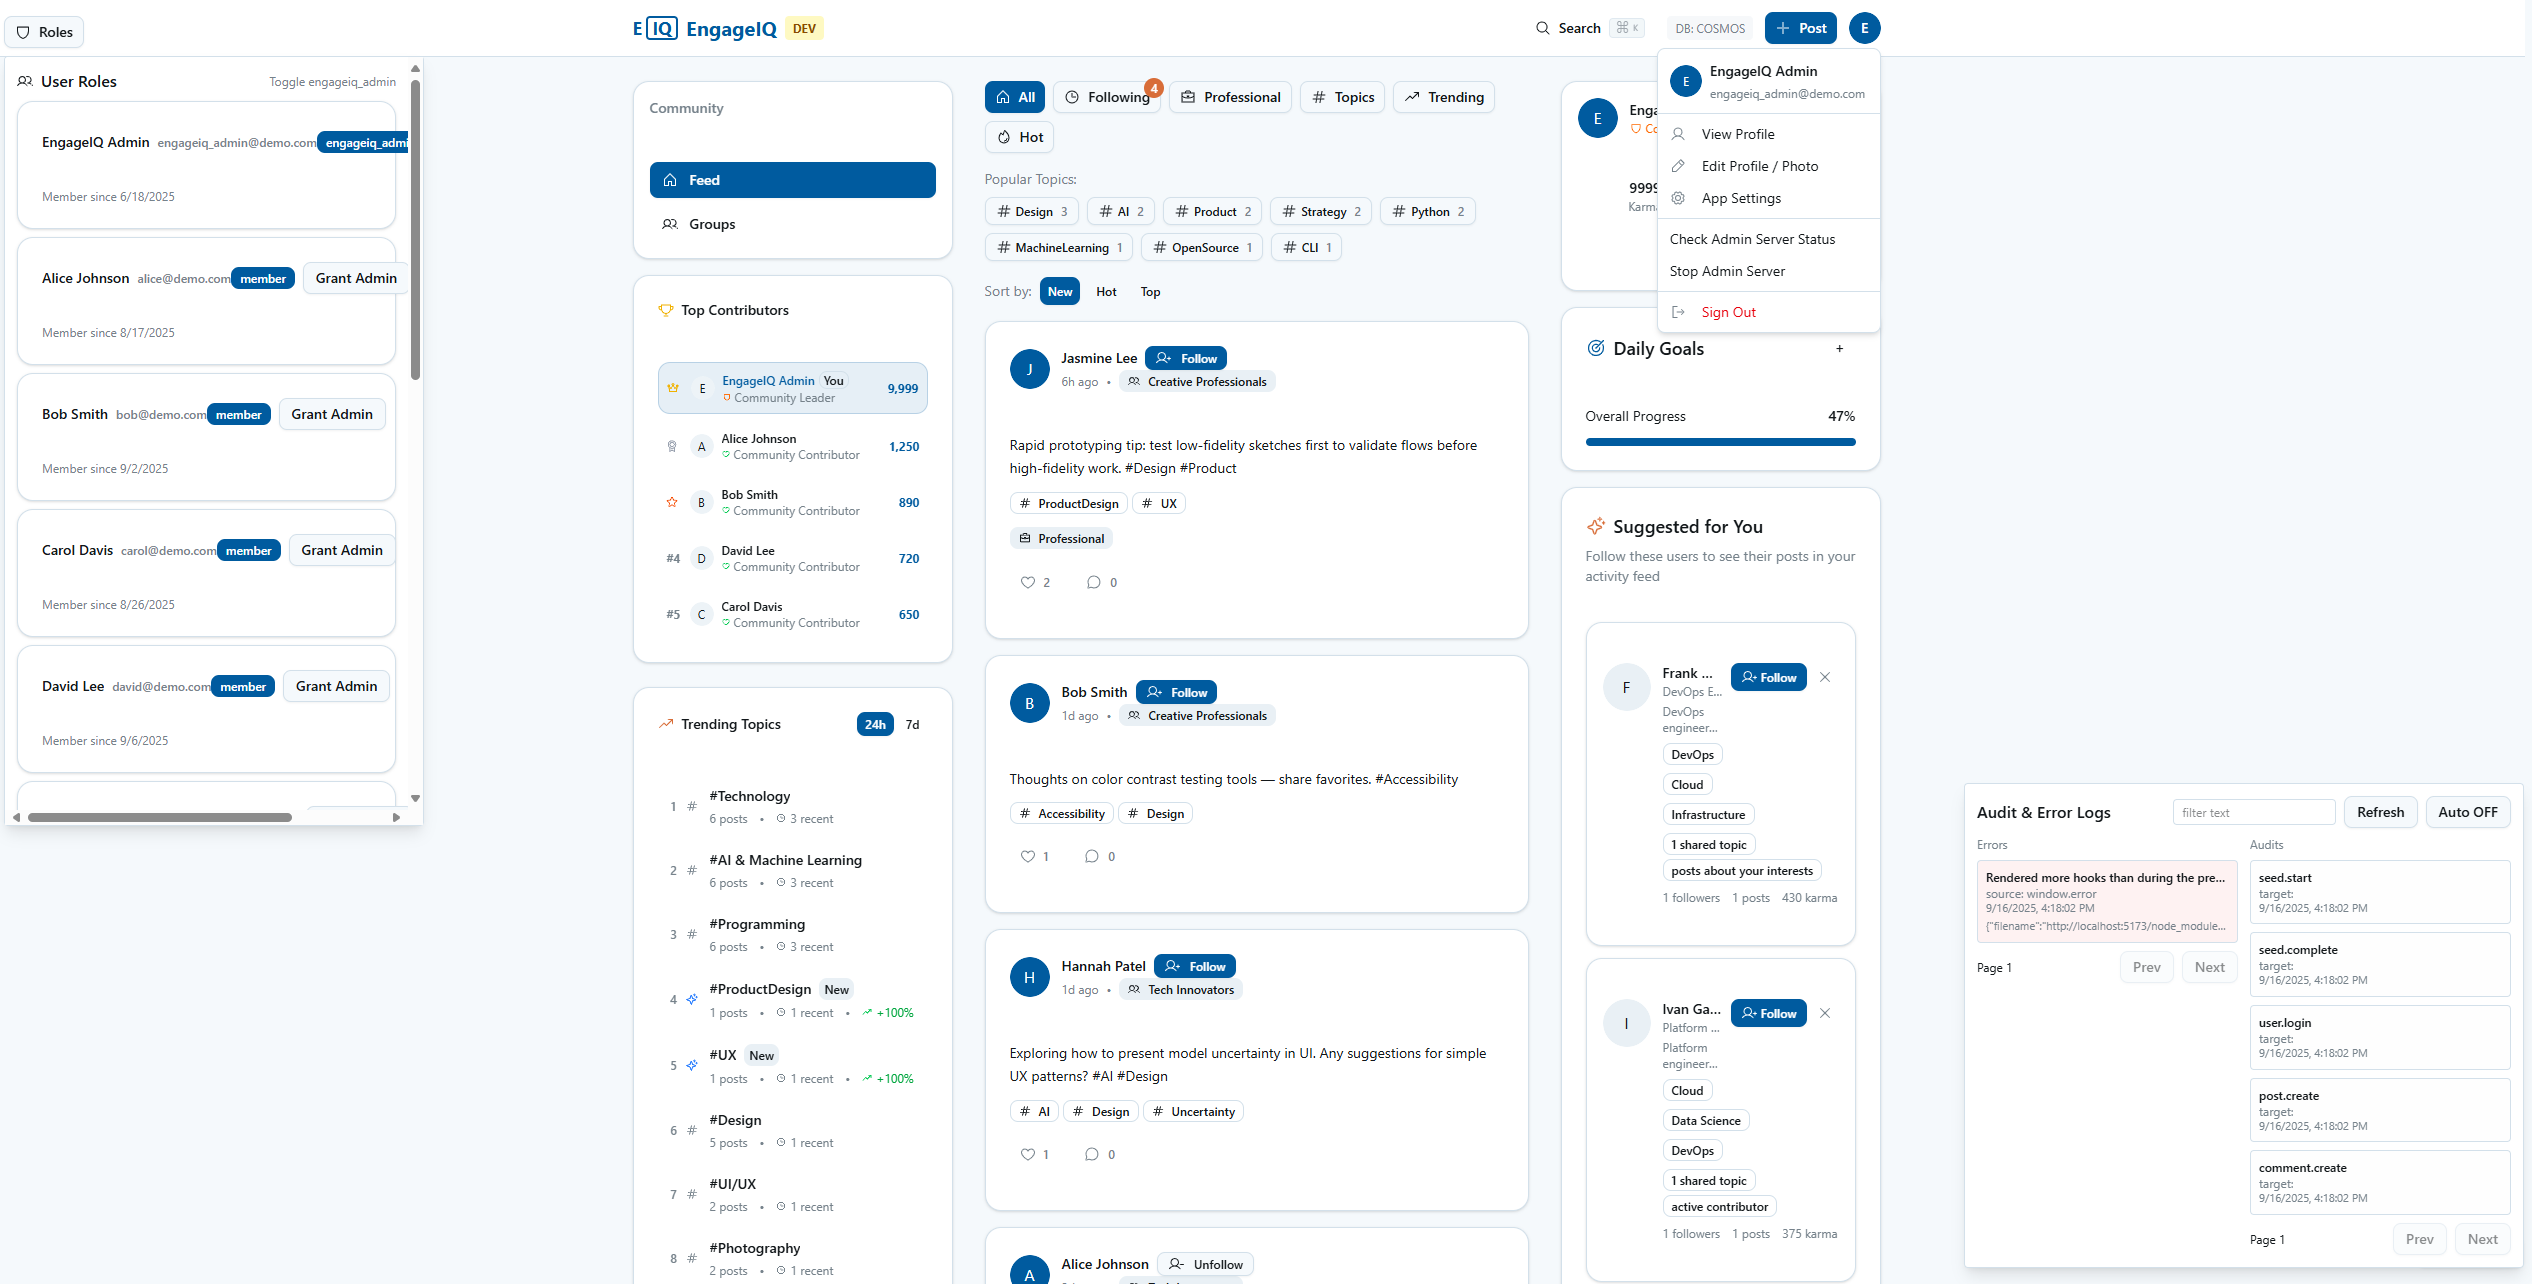 Roles
E IQ EngageIQ DEV
Search ⌘ K
DB: COSMOS
+ Post
E
User Roles
Toggle engageiq_admin
EngageIQ Admin engageiq_admin@demo.com engageiq_admi
Member since 6/18/2025
Alice Johnson alice@demo.com member Grant Admin
Member since 8/17/2025
Bob Smith bob@demo.com member Grant Admin
Member since 9/2/2025
Carol Davis carol@demo.com member Grant Admin
Member since 8/26/2025
David Lee david@demo.com member Grant Admin
Member since 9/6/2025
Community
Feed
Groups
Top Contributors
E EngageIQ Admin You 9,999
Community Leader
A Alice Johnson 1,250
Community Contributor
B Bob Smith 890
Community Contributor
#4 D David Lee 720
Community Contributor
#5 C Carol Davis 650
Community Contributor
Trending Topics 24h 7d
1 # #Technology
6 posts • 3 recent
2 # #AI & Machine Learning
6 posts • 3 recent
3 # #Programming
6 posts • 3 recent
4 #ProductDesign New
1 posts • 1 recent • +100%
5 #UX New
1 posts • 1 recent • +100%
6 # #Design
5 posts • 1 recent
7 # #UI/UX
2 posts • 1 recent
8 # #Photography
2 posts • 1 recent
All Following 4 Professional # Topics Trending
Hot
Popular Topics:
# Design 3 # AI 2 # Product 2 # Strategy 2 # Python 2
# MachineLearning 1 # OpenSource 1 # CLI 1
Sort by: New Hot Top
J Jasmine Lee Follow
6h ago • Creative Professionals
Rapid prototyping tip: test low-fidelity sketches first to validate flows before
high-fidelity work. #Design #Product
# ProductDesign # UX
Professional
2 0
B Bob Smith Follow
1d ago • Creative Professionals
Thoughts on color contrast testing tools — share favorites. #Accessibility
# Accessibility # Design
1 0
H Hannah Patel Follow
1d ago • Tech Innovators
Exploring how to present model uncertainty in UI. Any suggestions for simple
UX patterns? #AI #Design
# AI # Design # Uncertainty
1 0
A Alice Johnson Unfollow
E Enga
Co
9999
Karma
E EngageIQ Admin
engageiq_admin@demo.com
View Profile
Edit Profile / Photo
App Settings
Check Admin Server Status
Stop Admin Server
Sign Out
Daily Goals +
Overall Progress 47%
Suggested for You
Follow these users to see their posts in your
activity feed
F Frank ... Follow
DevOps E...
DevOps
engineer...
DevOps
Cloud
Infrastructure
1 shared topic
posts about your interests
1 followers 1 posts 430 karma
I Ivan Ga... Follow
Platform ...
Platform
engineer...
Cloud
Data Science
DevOps
1 shared topic
active contributor
1 followers 1 posts 375 karma
Audit & Error Logs filter text Refresh Auto OFF
Errors
Rendered more hooks than during the pre...
source: window.error
9/16/2025, 4:18:02 PM
{"filename":"http://localhost:5173/node_module...
Page 1 Prev Next
Audits
seed.start
target:
9/16/2025, 4:18:02 PM
seed.complete
target:
9/16/2025, 4:18:02 PM
user.login
target:
9/16/2025, 4:18:02 PM
post.create
target:
9/16/2025, 4:18:02 PM
comment.create
target:
9/16/2025, 4:18:02 PM
Page 1 Prev Next